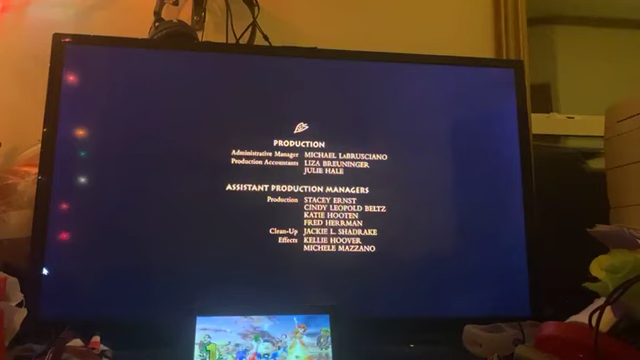 PRODUCTION
Administrative Manager MICHAEL LaBRUSCIANO
Production Accountants LIZA BREUNINGER
JULIE HALE
ASSISTANT PRODUCTION MANAGERS
Production STACEY ERNST
CINDY LEOPOLD BELTZ
KATIE HOOTEN
FRED HERRMAN
Clean-Up JACKIE L. SHADRAKE
Effects KELLIE HOOVER
MICHELE MAZZANO